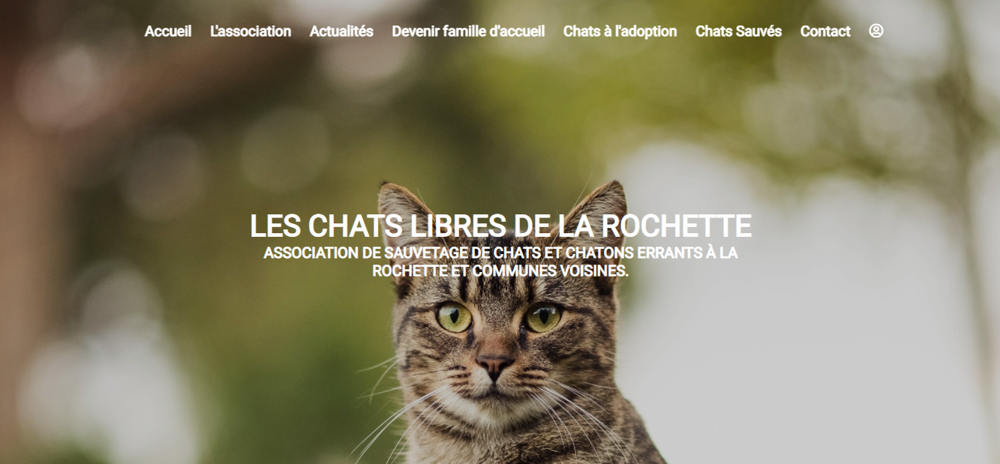 Accueil L'association Actualités Devenir famille d'accueil Chats à l'adoption Chats Sauvés Contact
LES CHATS LIBRES DE LA ROCHETTE
ASSOCIATION DE SAUVETAGE DE CHATS ET CHATONS ERRANTS À LA
ROCHETTE ET COMMUNES VOISINES.